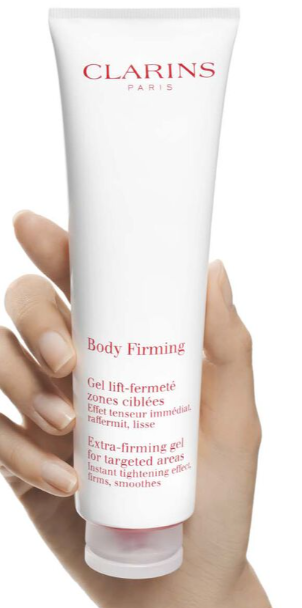 CLARINS
PARIS
Body Firming
Gel lift-fermeté
zones ciblées
Effet tenseur immédiat,
raffermit, lisse
Extra-firming gel
for targeted areas
Instant tightening effect,
firms, smoothes